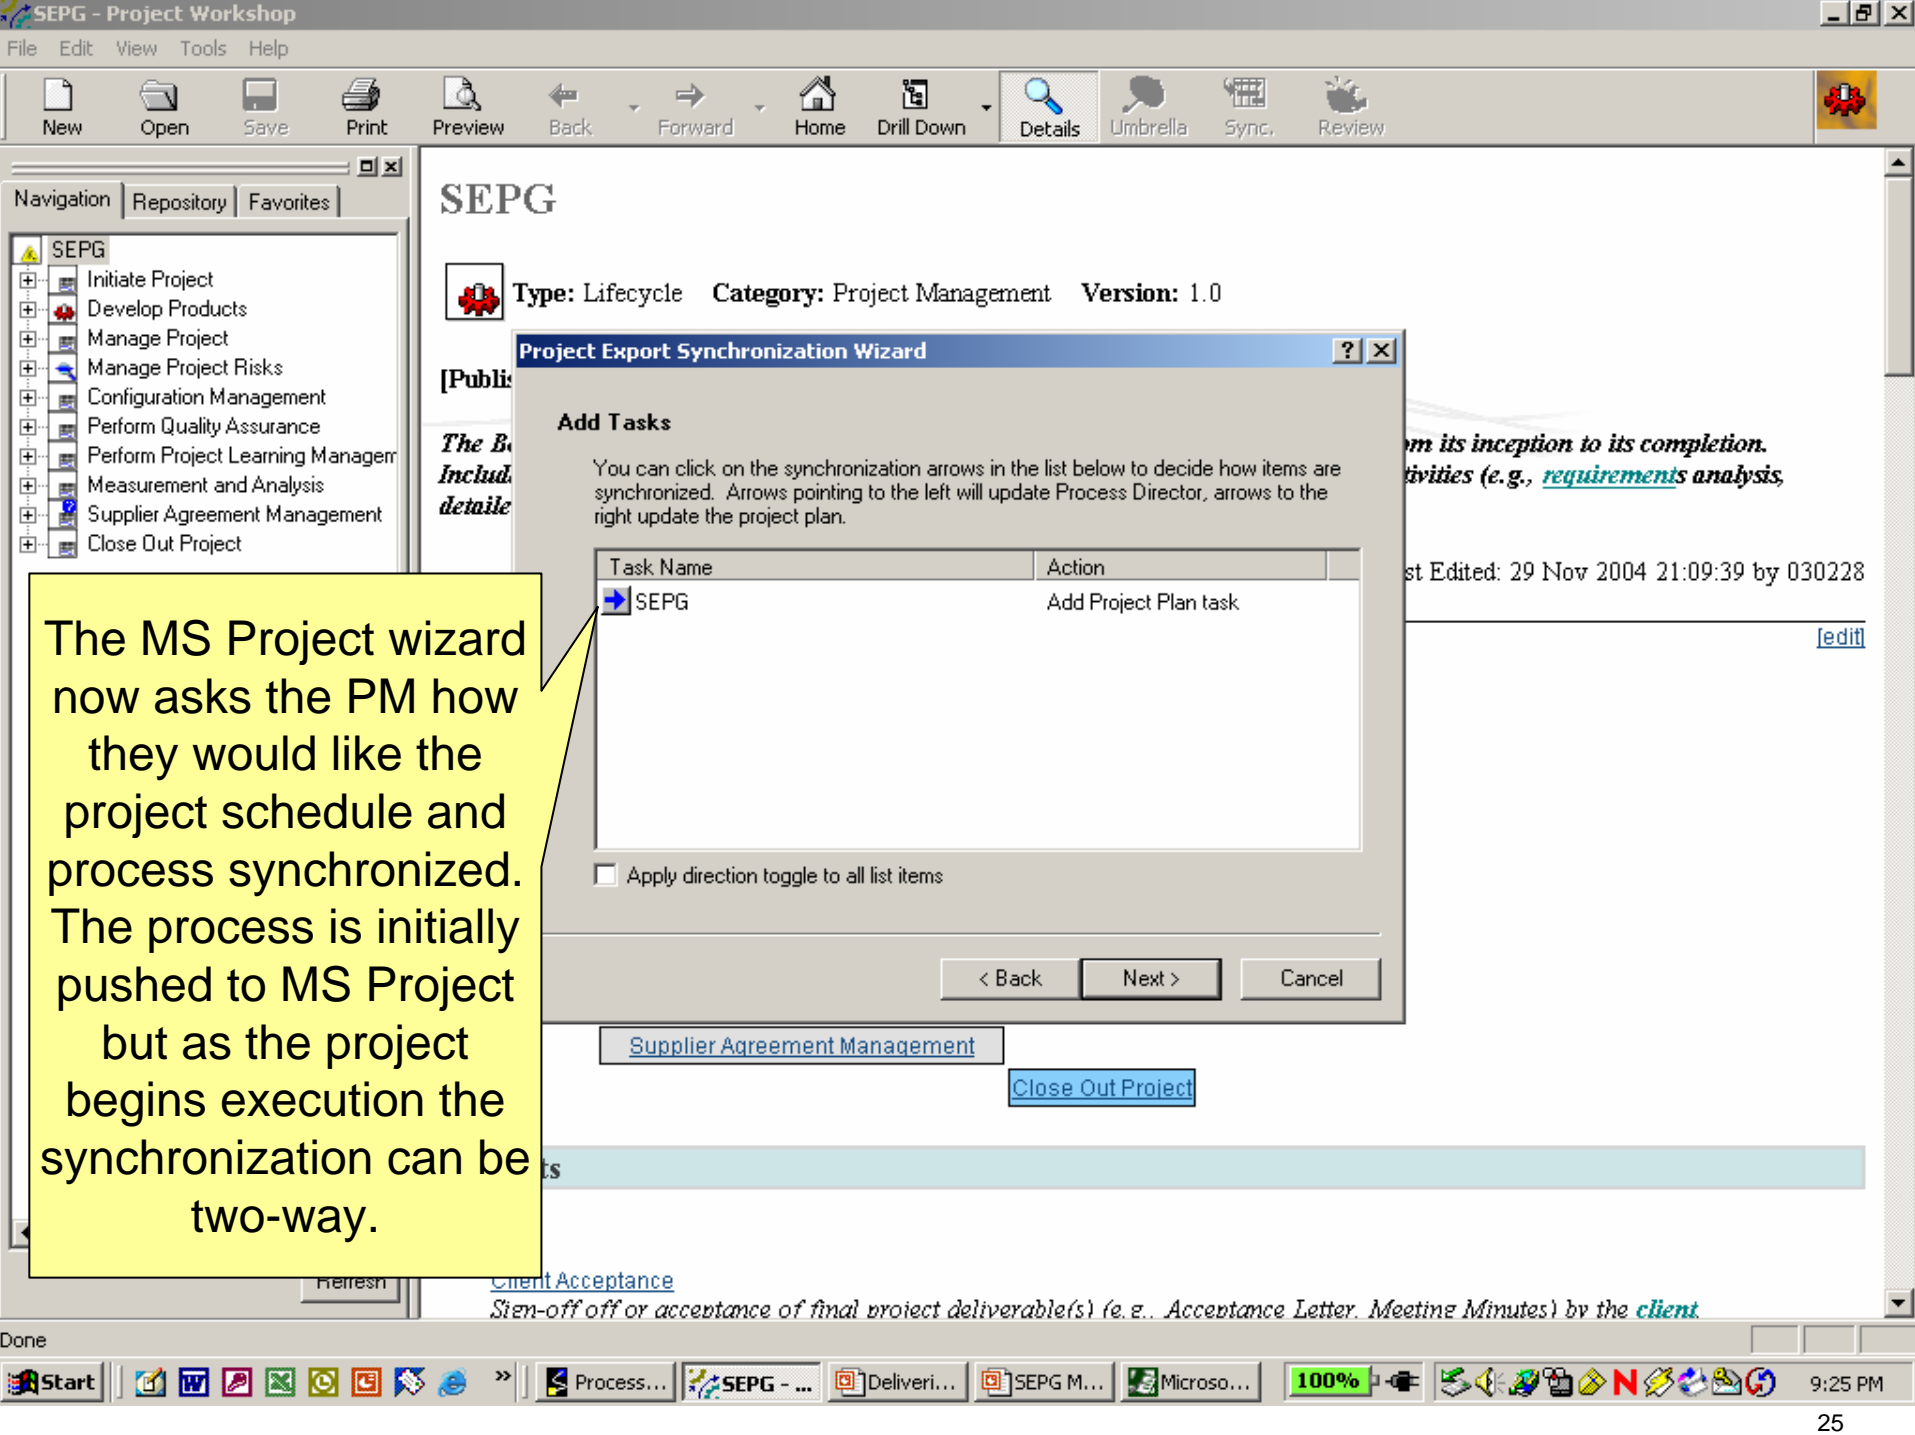 SEPG - Project Workshop
File Edit View Tools Help
New Open Save Print Preview Back Forward Home Drill Down Details Umbrella Sync. Review
Navigation Repository Favorites
SEPG
Initiate Project
Develop Products
Manage Project
Manage Project Risks
Configuration Management
Perform Quality Assurance
Perform Project Learning Managem
Measurement and Analysis
Supplier Agreement Management
Close Out Project
Refresh
SEPG
Type: Lifecycle Category: Project Management Version: 1.0
[Publis
The B
om its inception to its completion.
Includ
tivities (e.g., requirements analysis,
detaile
st Edited: 29 Nov 2004 21:09:39 by 030228
[edit]
Project Export Synchronization Wizard
Add Tasks
You can click on the synchronization arrows in the list below to decide how items are
synchronized. Arrows pointing to the left will update Process Director, arrows to the
right update the project plan.
Task Name Action
SEPG Add Project Plan task
Apply direction toggle to all list items
< Back Next > Cancel
The MS Project wizard
now asks the PM how
they would like the
project schedule and
process synchronized.
The process is initially
pushed to MS Project
but as the project
begins execution the
synchronization can be
two-way.
Supplier Agreement Management
Close Out Project
ts
Client Acceptance
Sign-off off or acceptance of final project deliverable(s) (e.g., Acceptance Letter, Meeting Minutes) by the client.
Done
Start » Process... SEPG - ... Deliveri... SEPG M... Microso... 100% 9:25 PM
25